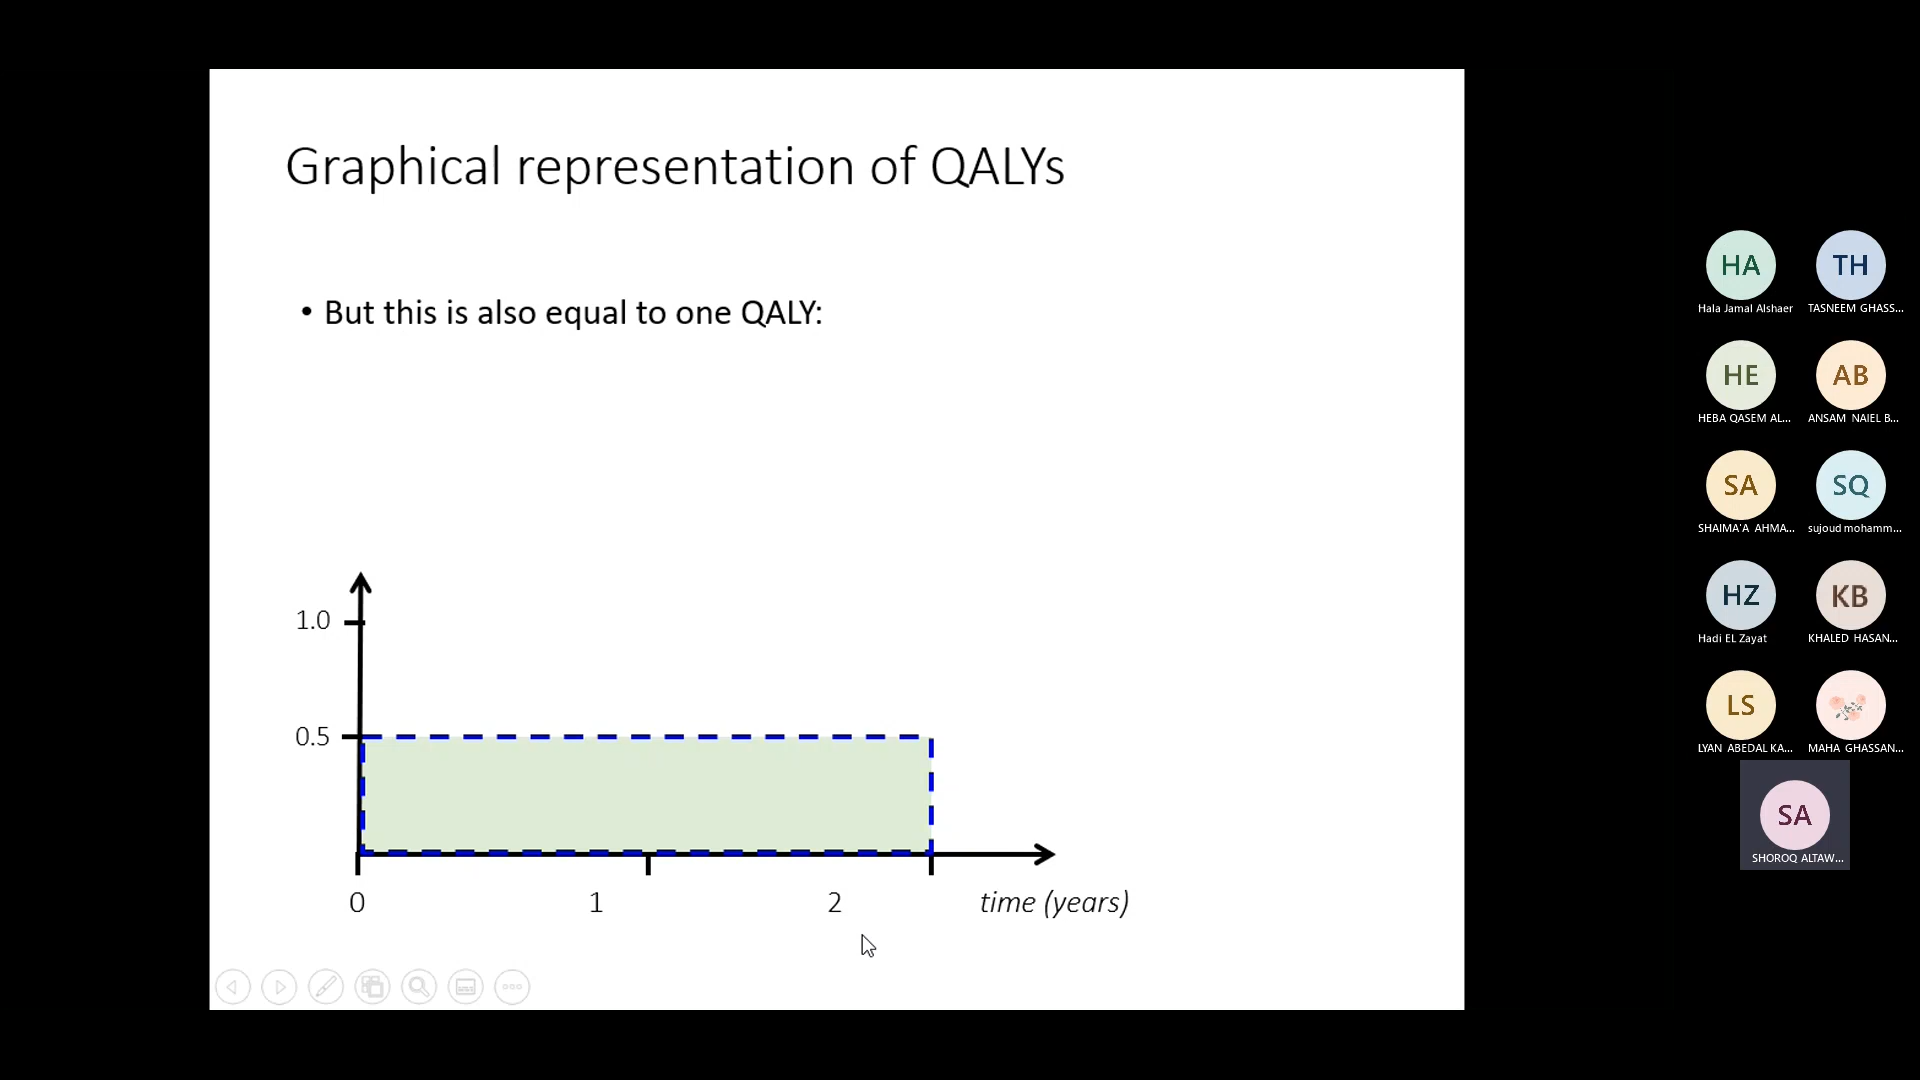 Graphical representation of QALYs
• But this is also equal to one QALY:
1.0
0.5
0 1 2 time (years)
HA TH
Hala Jamal Alshaer TASNEEM GHASS...
HE AB
HEBA QASEM AL... ANSAM NAIEL B...
SA SQ
SHAIMA'A AHMA... sujoud mohamm...
HZ KB
Hadi EL Zayat KHALED HASAN...
LS
LYAN ABEDAL KA... MAHA GHASSAN...
SA
SHOROQ ALTAW...